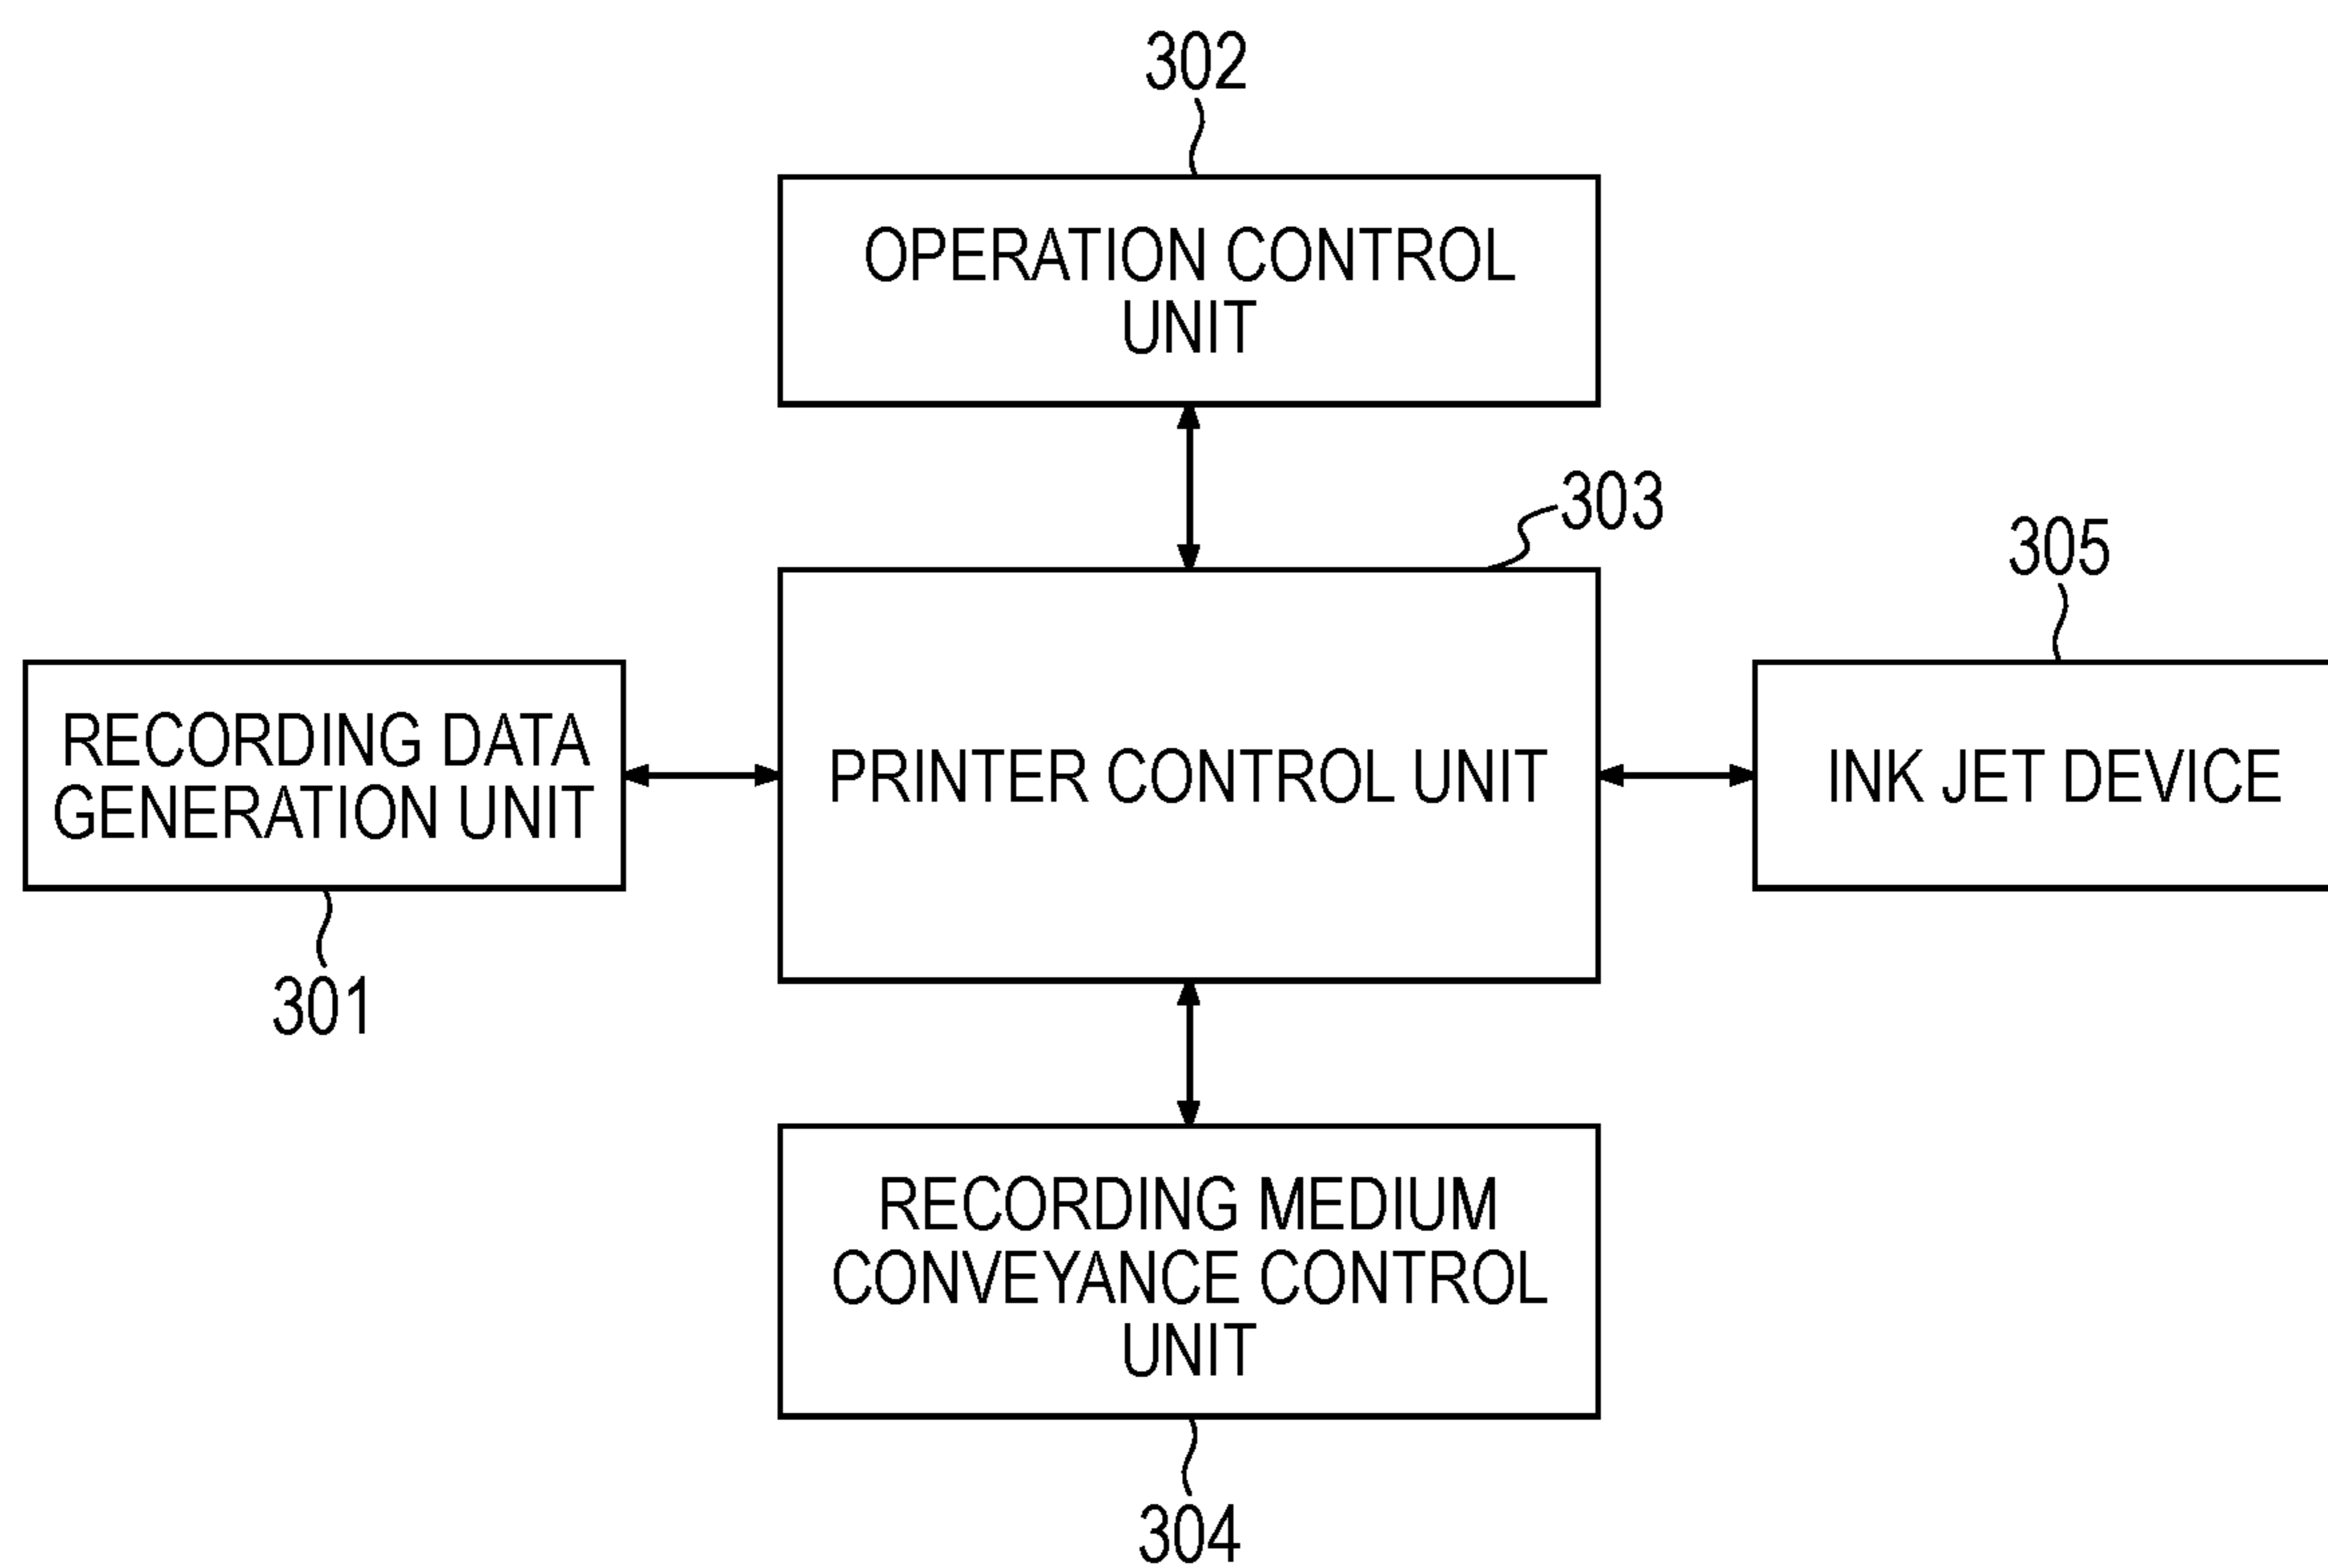 302
OPERATION CONTROL
UNIT
303
305
RECORDING DATA
GENERATION UNIT
PRINTER CONTROL UNIT
INK JET DEVICE
301
RECORDING MEDIUM
CONVEYANCE CONTROL
UNIT
304